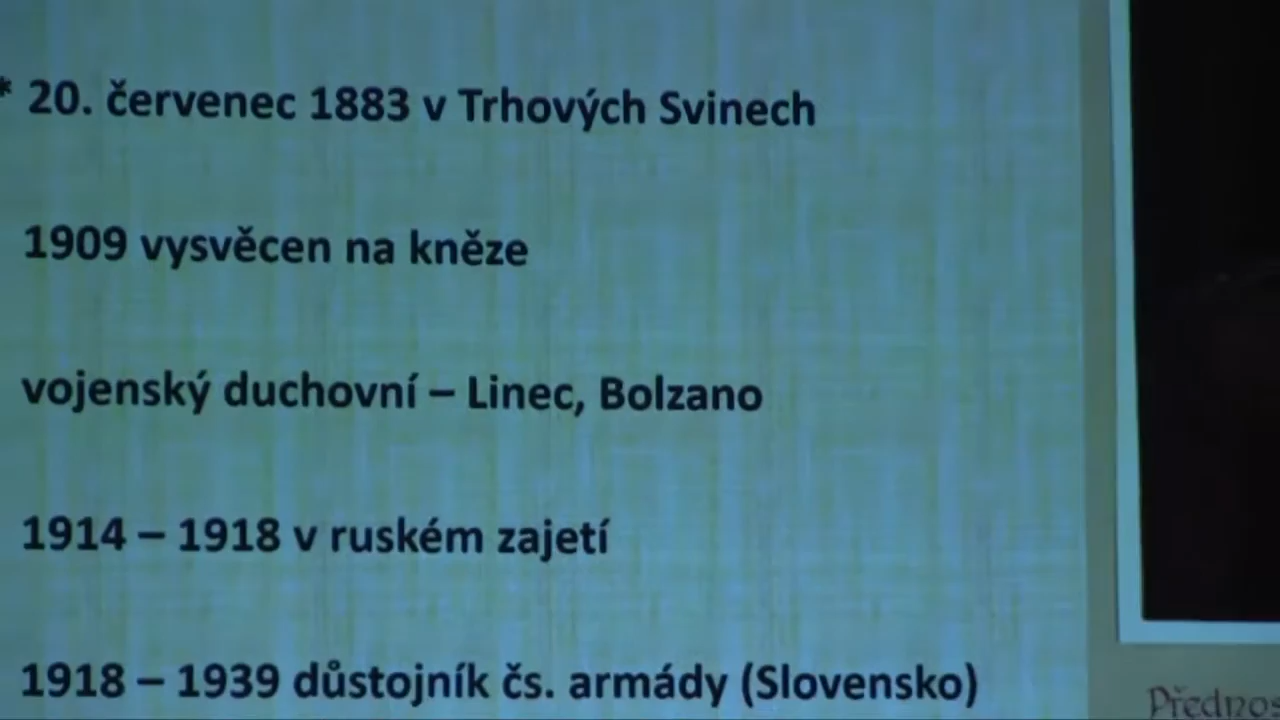 * 20. červenec 1883 v Trhových Svinech
1909 vysvěcen na kněze
vojenský duchovní – Linec, Bolzano
1914 – 1918 v ruském zajetí
1918 – 1939 důstojník čs. armády (Slovensko)